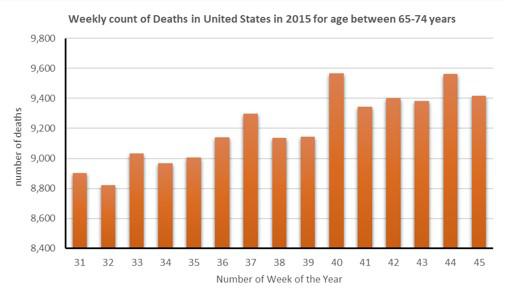 Weekly count of Deaths in United States in 2015 for age between 65-74 years
9,800
9,600
9,400
9,200
9,000
8,800
8,600
8,400
number of deaths
31 32 33 34 35 36 37 38 39 40 41 42 43 44 45
Number of Week of the Year